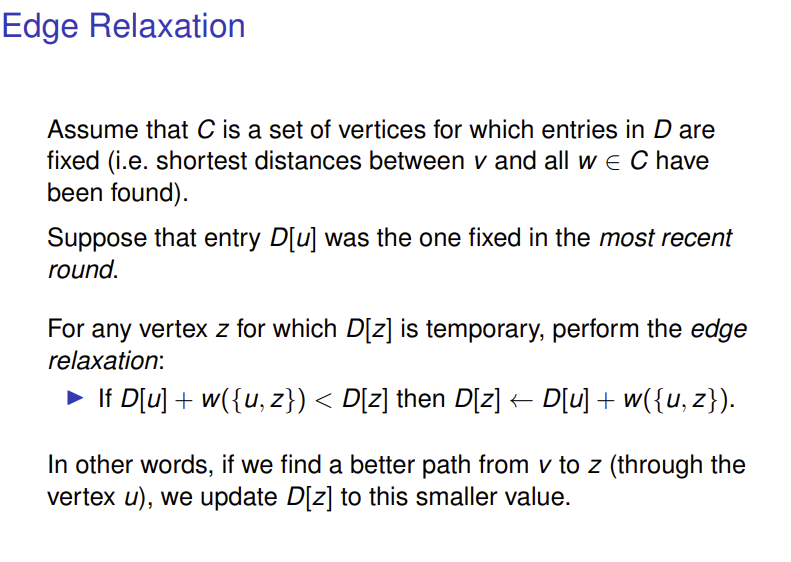 Edge Relaxation
Assume that C is a set of vertices for which entries in D are
fixed (i.e. shortest distances between v and all w ∈ C have
been found).
Suppose that entry D[u] was the one fixed in the most recent
round.
For any vertex z for which D[z] is temporary, perform the edge
relaxation:
▶ If D[u] + w({u, z}) < D[z] then D[z] ← D[u] + w({u, z}).
In other words, if we find a better path from v to z (through the
vertex u), we update D[z] to this smaller value.